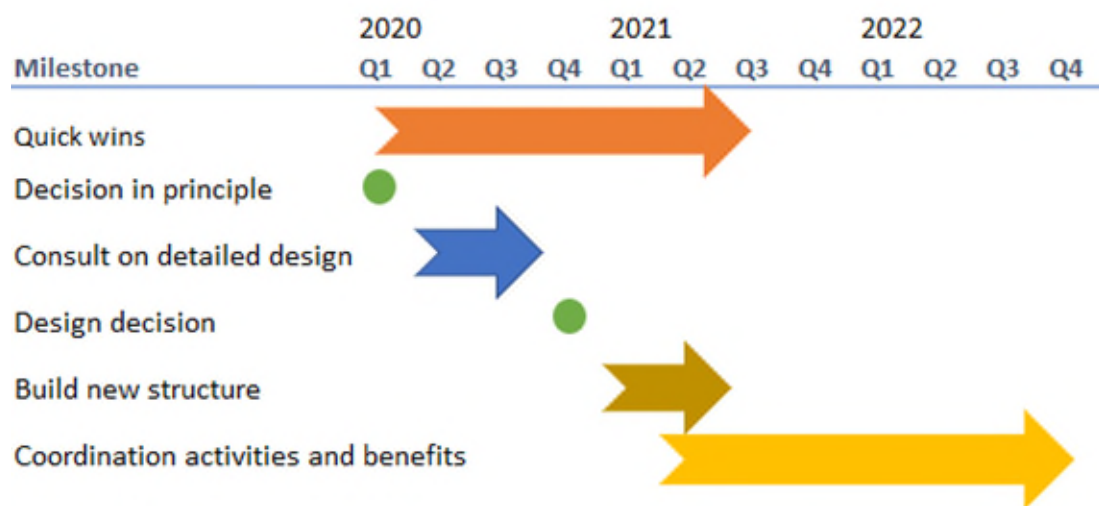 2020 2021 2022
Milestone Q1 Q2 Q3 Q4 Q1 Q2 Q3 Q4 Q1 Q2 Q3 Q4
Quick wins
Decision in principle
Consult on detailed design
Design decision
Build new structure
Coordination activities and benefits